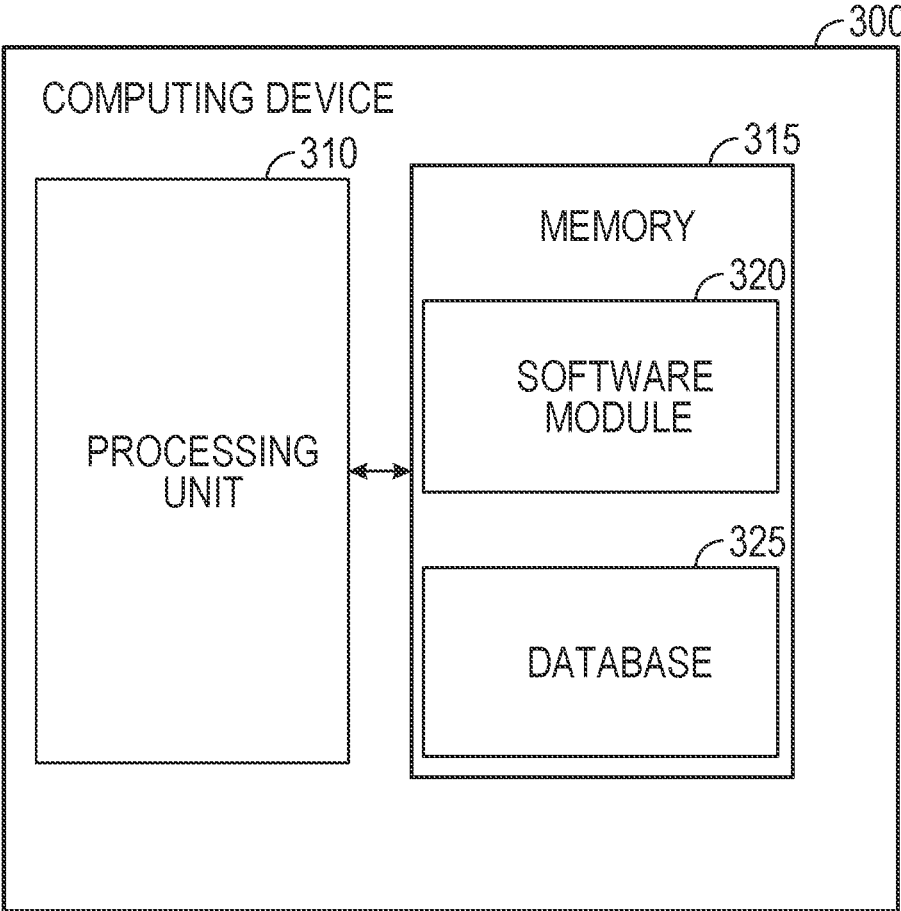 300
COMPUTING DEVICE
310
315
MEMORY
320
SOFTWARE
MODULE
PROCESSING
UNIT
325
DATABASE